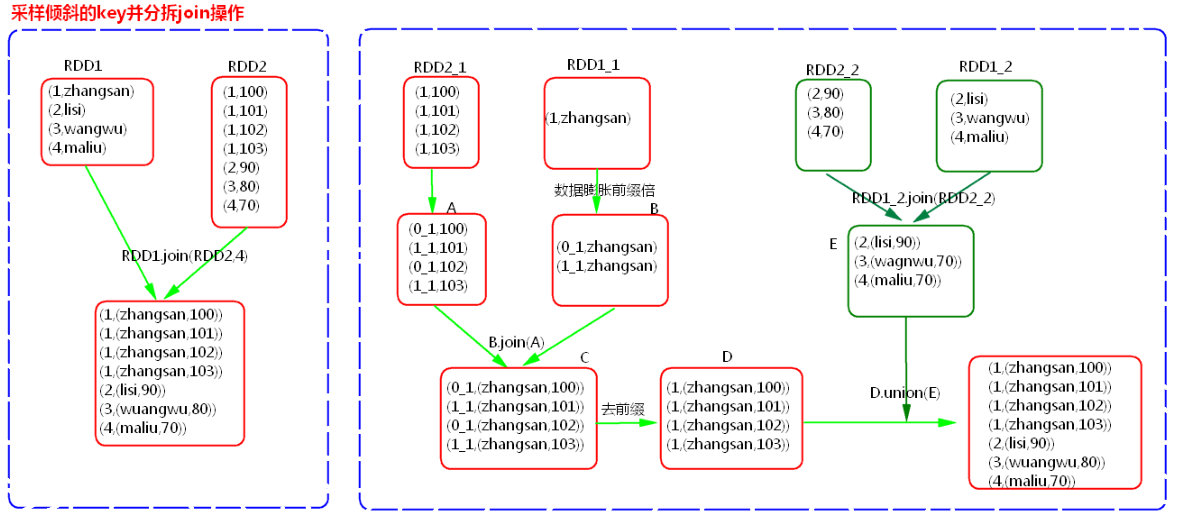 采样倾斜的key并分拆join操作
RDD1
(1,zhangsan)
(2,lisi)
(3,wangwu)
(4,maliu)
RDD2
(1,100)
(1,101)
(1,102)
(1,103)
(2,90)
(3,80)
(4,70)
RDD1.join(RDD2,4)
(1,(zhangsan,100))
(1,(zhangsan,101))
(1,(zhangsan,102))
(1,(zhangsan,103))
(2,(lisi,90))
(3,(wuangwu,80))
(4,(maliu,70))
RDD2_1
(1,100)
(1,101)
(1,102)
(1,103)
RDD1_1
(1,zhangsan)
数据膨胀前缀倍
A
(0_1,100)
(1_1,101)
(0_1,102)
(1_1,103)
B
(0_1,zhangsan)
(1_1,zhangsan)
B.join(A)
C
(0_1,(zhangsan,100))
(1_1,(zhangsan,101))
(0_1,(zhangsan,102))
(1_1,(zhangsan,103))
去前缀
D
(1,(zhangsan,100))
(1,(zhangsan,101))
(1,(zhangsan,102))
(1,(zhangsan,103))
RDD2_2
(2,90)
(3,80)
(4,70)
RDD1_2
(2,lisi)
(3,wangwu)
(4,maliu)
RDD1_2.join(RDD2_2)
E
(2,(lisi,90))
(3,(wagnwu,70))
(4,(maliu,70))
D.union(E)
(1,(zhangsan,100))
(1,(zhangsan,101))
(1,(zhangsan,102))
(1,(zhangsan,103))
(2,(lisi,90))
(3,(wuangwu,80))
(4,(maliu,70))